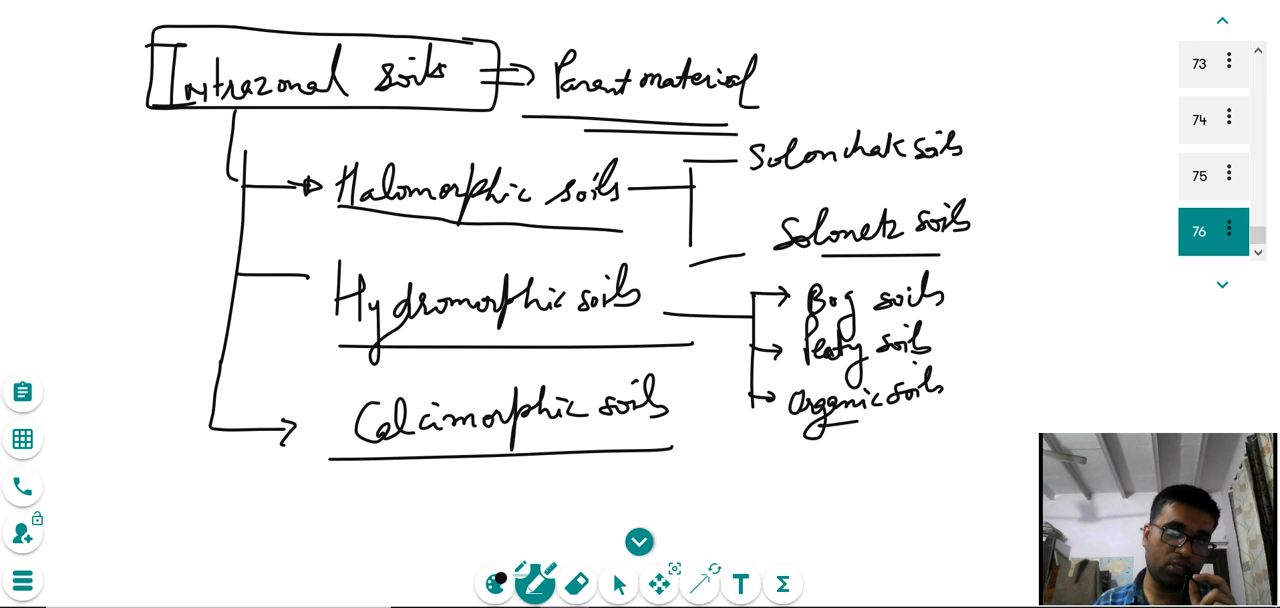 Intrazonal soils ⇒ Parent material
Halomorphic soils
Solonchak soils
Solonetz soils
Hydromorphic soils
Bog soils
Peaty soils
Organic soils
Calcimorphic soils
73
74
75
76
T
Σ